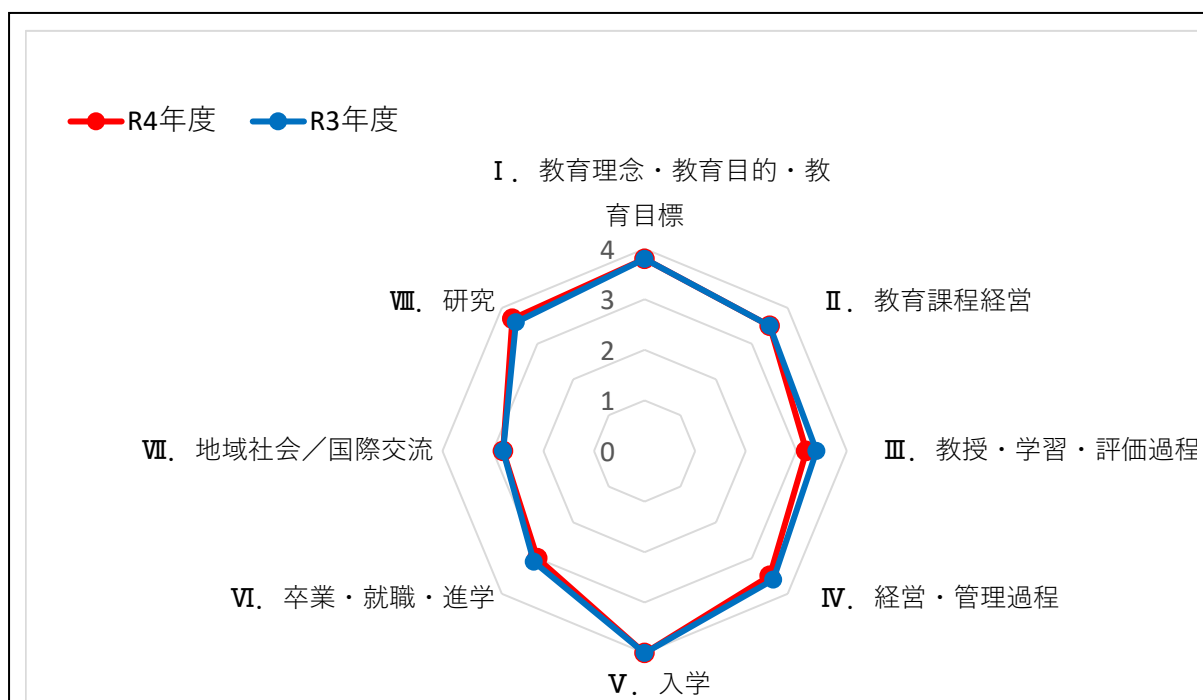 R4年度 R3年度
Ⅰ．教育理念・教育目的・教
育目標
4
Ⅷ．研究
3
Ⅱ．教育課程経営
2
1
Ⅶ．地域社会／国際交流
0
Ⅲ．教授・学習・評価過程
Ⅵ．卒業・就職・進学
Ⅳ．経営・管理過程
Ⅴ．入学